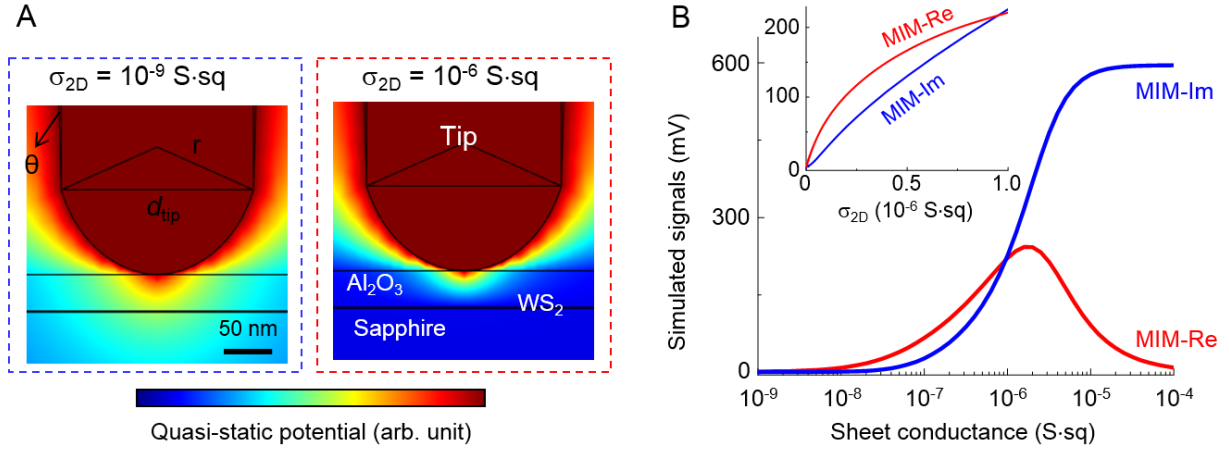 A
σ2D = 10-9 S·sq
σ2D = 10-6 S·sq
θ
r
dtip
50 nm
Tip
Al2O3
WS2
Sapphire
Quasi-static potential (arb. unit)
B
Simulated signals (mV)
600
300
0
10-9
10-8
10-7
10-6
10-5
10-4
Sheet conductance (S·sq)
MIM-Im
MIM-Re
200
100
0
0
0.5
1.0
σ2D (10-6 S·sq)
MIM-Re
MIM-Im